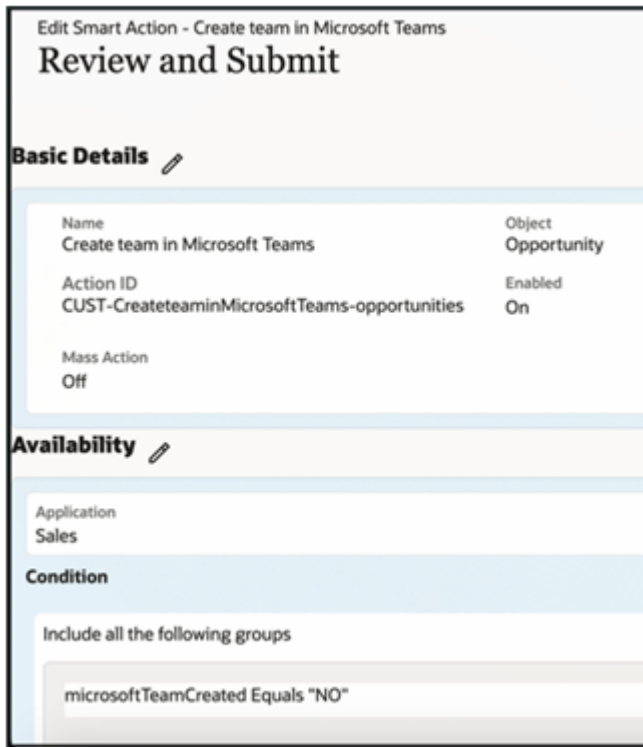 Edit Smart Action - Create team in Microsoft Teams
Review and Submit
Basic Details
Name
Create team in Microsoft Teams
Object
Opportunity
Action ID
CUST-CreateteaminMicrosoftTeams-opportunities
Enabled
On
Mass Action
Off
Availability
Application
Sales
Condition
Include all the following groups
microsoftTeamCreated Equals "NO"